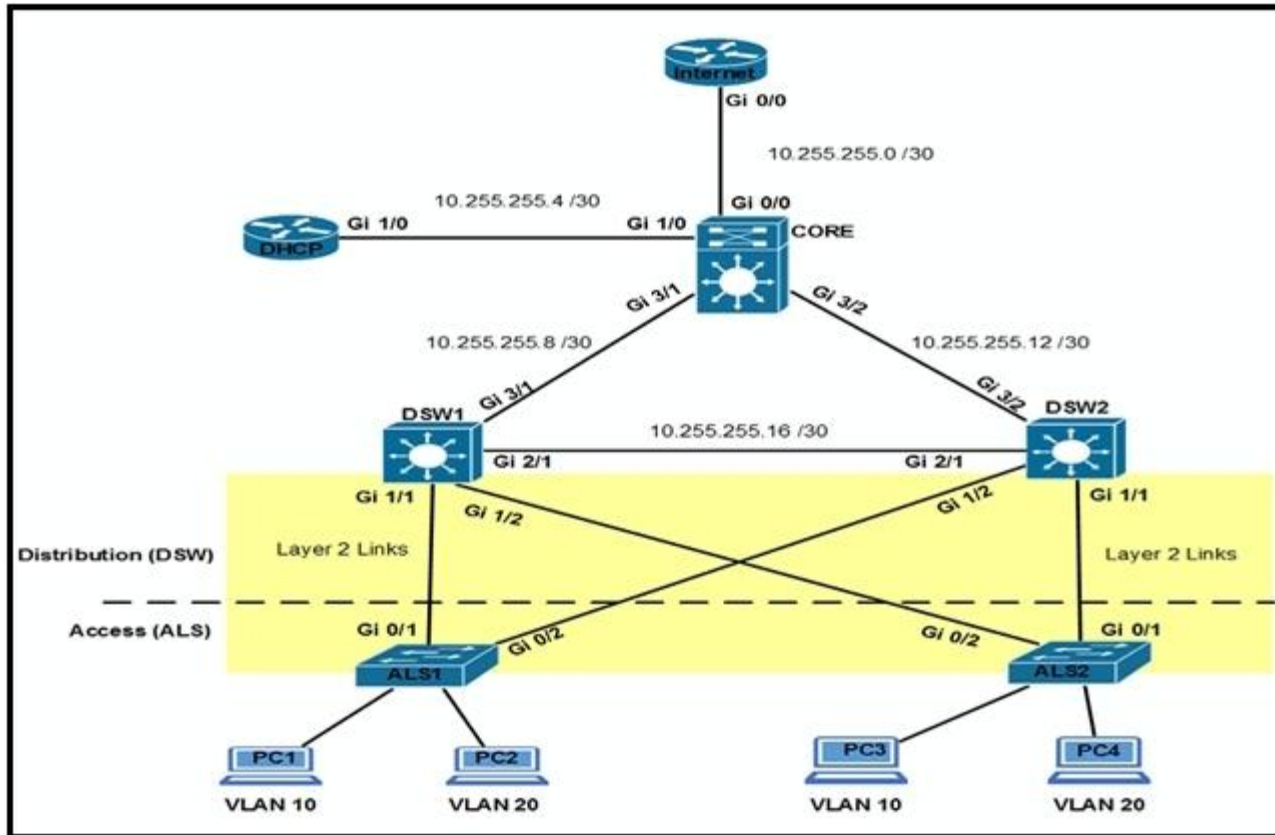 Internet
Gi 0/0
10.255.255.0 /30
10.255.255.4 /30
Gi 0/0
Gi 1/0
Gi 1/0
CORE
DHCP
Gi 3/1
Gi 3/2
10.255.255.8 /30
10.255.255.12 /30
Gi 3/1
Gi 3/2
DSW1
DSW2
10.255.255.16 /30
Gi 2/1
Gi 2/1
Gi 1/1
Gi 1/2
Gi 1/2
Gi 1/1
Layer 2 Links
Layer 2 Links
Distribution (DSW)
Access (ALS)
Gi 0/1
Gi 0/2
Gi 0/2
Gi 0/1
ALS1
ALS2
PC1
PC2
PC3
PC4
VLAN 10
VLAN 20
VLAN 10
VLAN 20